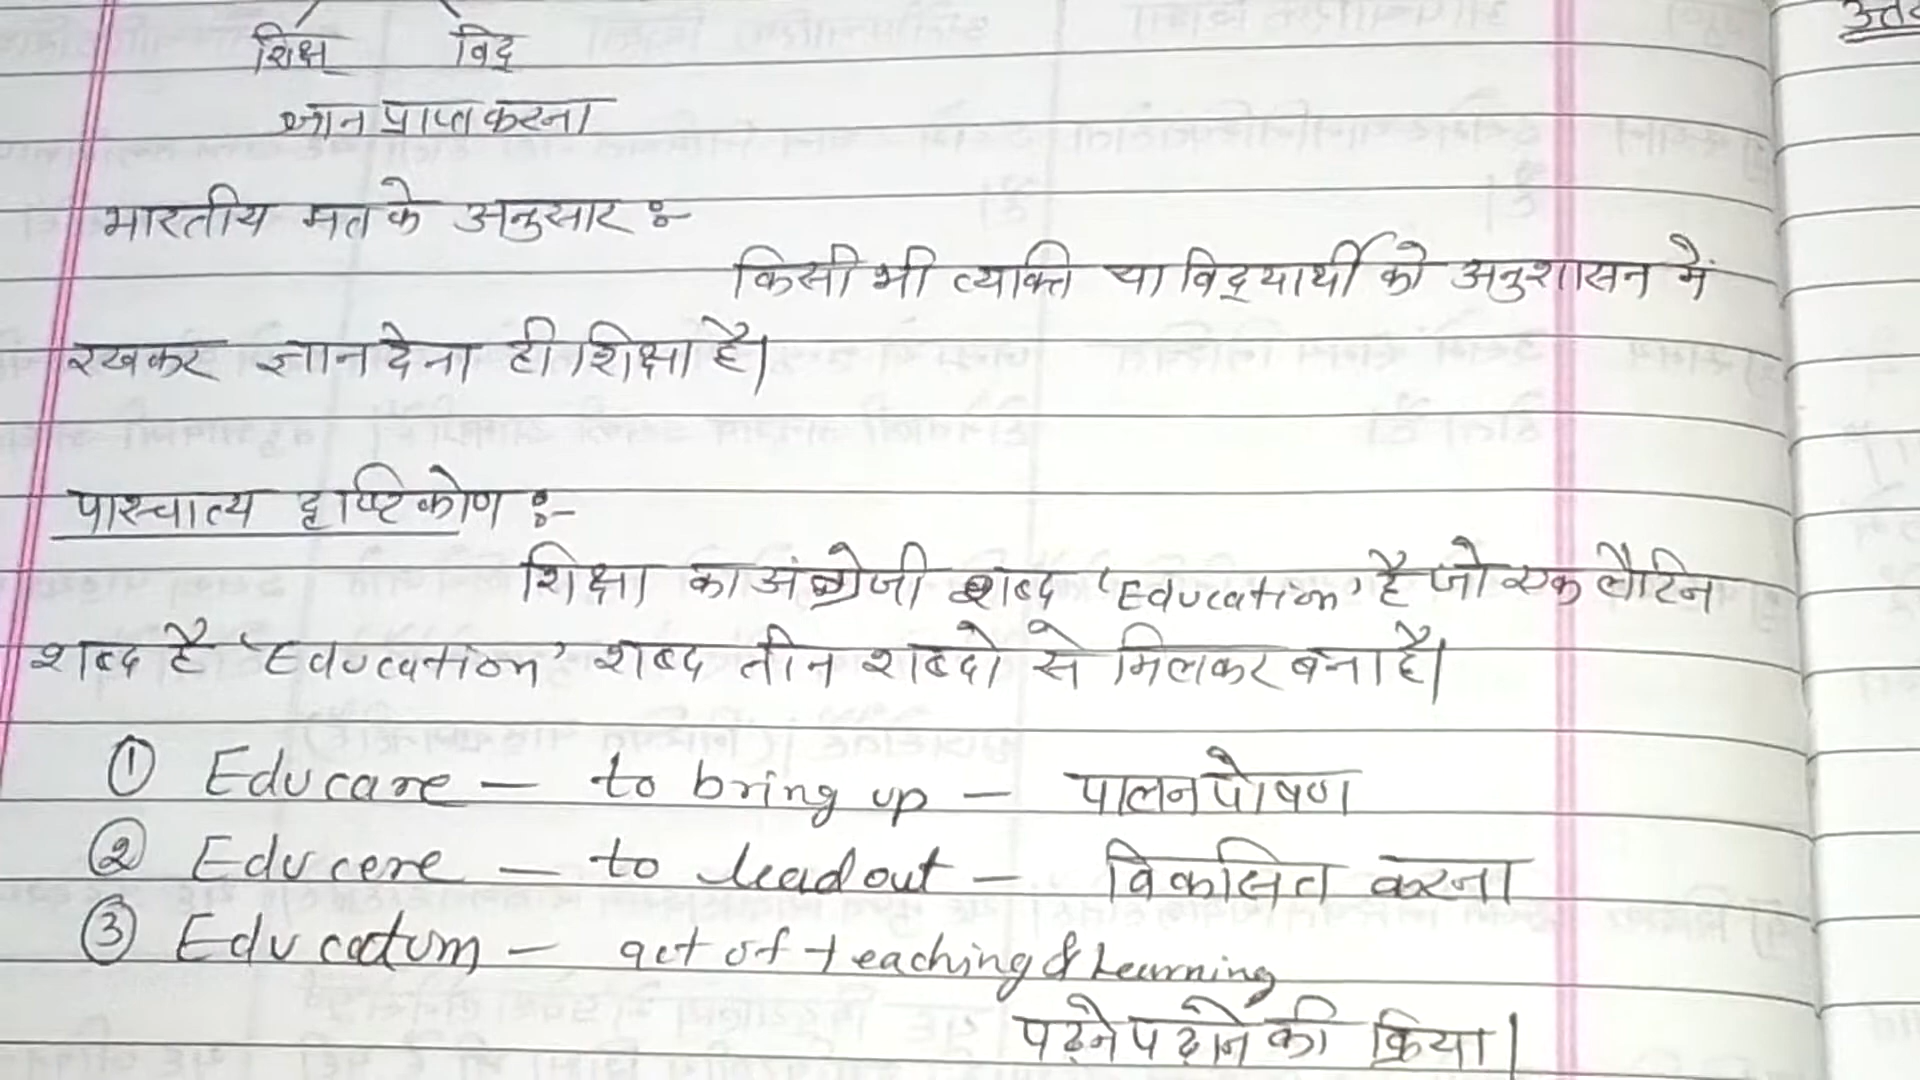 शिक्ष विद्
ज्ञान प्राप्त करना
भारतीय मत के अनुसार :-
किसी भी व्यक्ति या विद्यार्थी को अनुशासन में
रखकर ज्ञान देना ही शिक्षा है।
पाश्चात्य दृष्टिकोण :-
शिक्षा का अंग्रेजी शब्द 'Education' है जो एक लैटिन
शब्द है 'Education' शब्द तीन शब्दो से मिलकर बना है।
① Educare – to bring up – पालन पोषण
② Educere – to lead out – विकसित करना
③ Educatum – act of teaching & Learning
पढ़ने पढ़ाने की क्रिया।